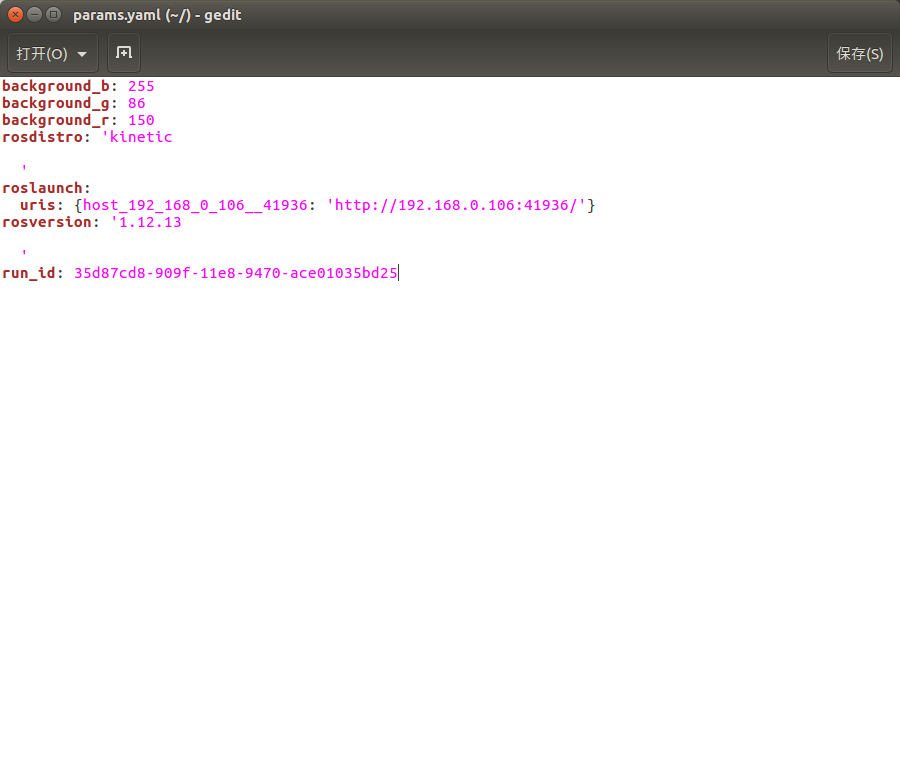 params.yaml (~/) - gedit
打开(O)
保存(S)
background_b: 255
background_g: 86
background_r: 150
rosdistro: 'kinetic
'
roslaunch:
uris: {host_192_168_0_106__41936: 'http://192.168.0.106:41936/'}
rosversion: '1.12.13
'
run_id: 35d87cd8-909f-11e8-9470-ace01035bd25